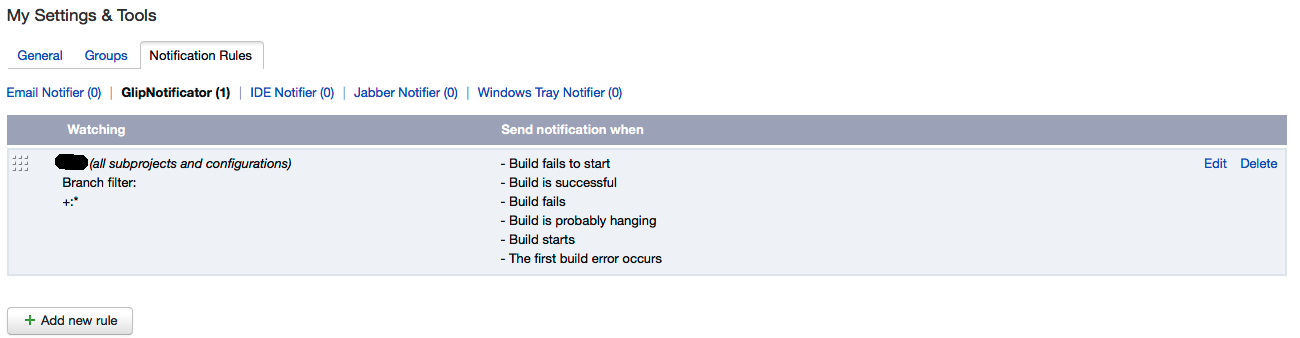 My Settings & Tools
General Groups Notification Rules
Email Notifier (0) | GlipNotificator (1) | IDE Notifier (0) | Jabber Notifier (0) | Windows Tray Notifier (0)
Watching Send notification when
(all subprojects and configurations) - Build fails to start Edit Delete
Branch filter: - Build is successful
+:* - Build fails
- Build is probably hanging
- Build starts
- The first build error occurs
+ Add new rule